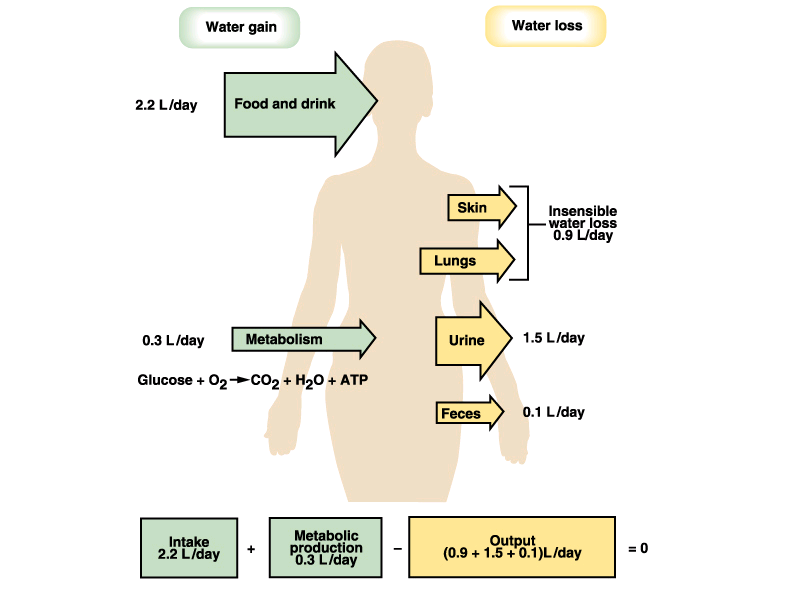 Water gain
Water loss
2.2 L/day
Food and drink
Skin
Lungs
Insensible
water loss
0.9 L/day
0.3 L/day
Metabolism
Glucose + O2 → CO2 + H2O + ATP
Urine
1.5 L/day
Feces
0.1 L/day
Intake
2.2 L/day
+
Metabolic
production
0.3 L/day
–
Output
(0.9 + 1.5 + 0.1)L/day
= 0